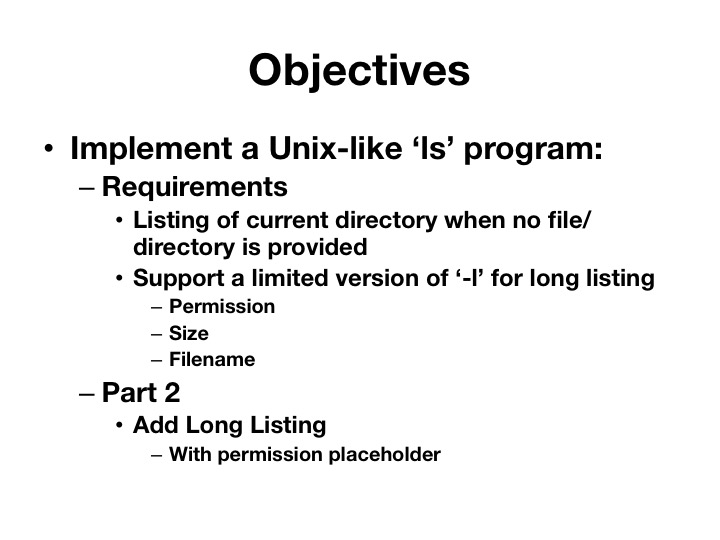 Objectives
• Implement a Unix-like ‘ls’ program:
– Requirements
• Listing of current directory when no file/
directory is provided
• Support a limited version of ‘-l’ for long listing
– Permission
– Size
– Filename
– Part 2
• Add Long Listing
– With permission placeholder